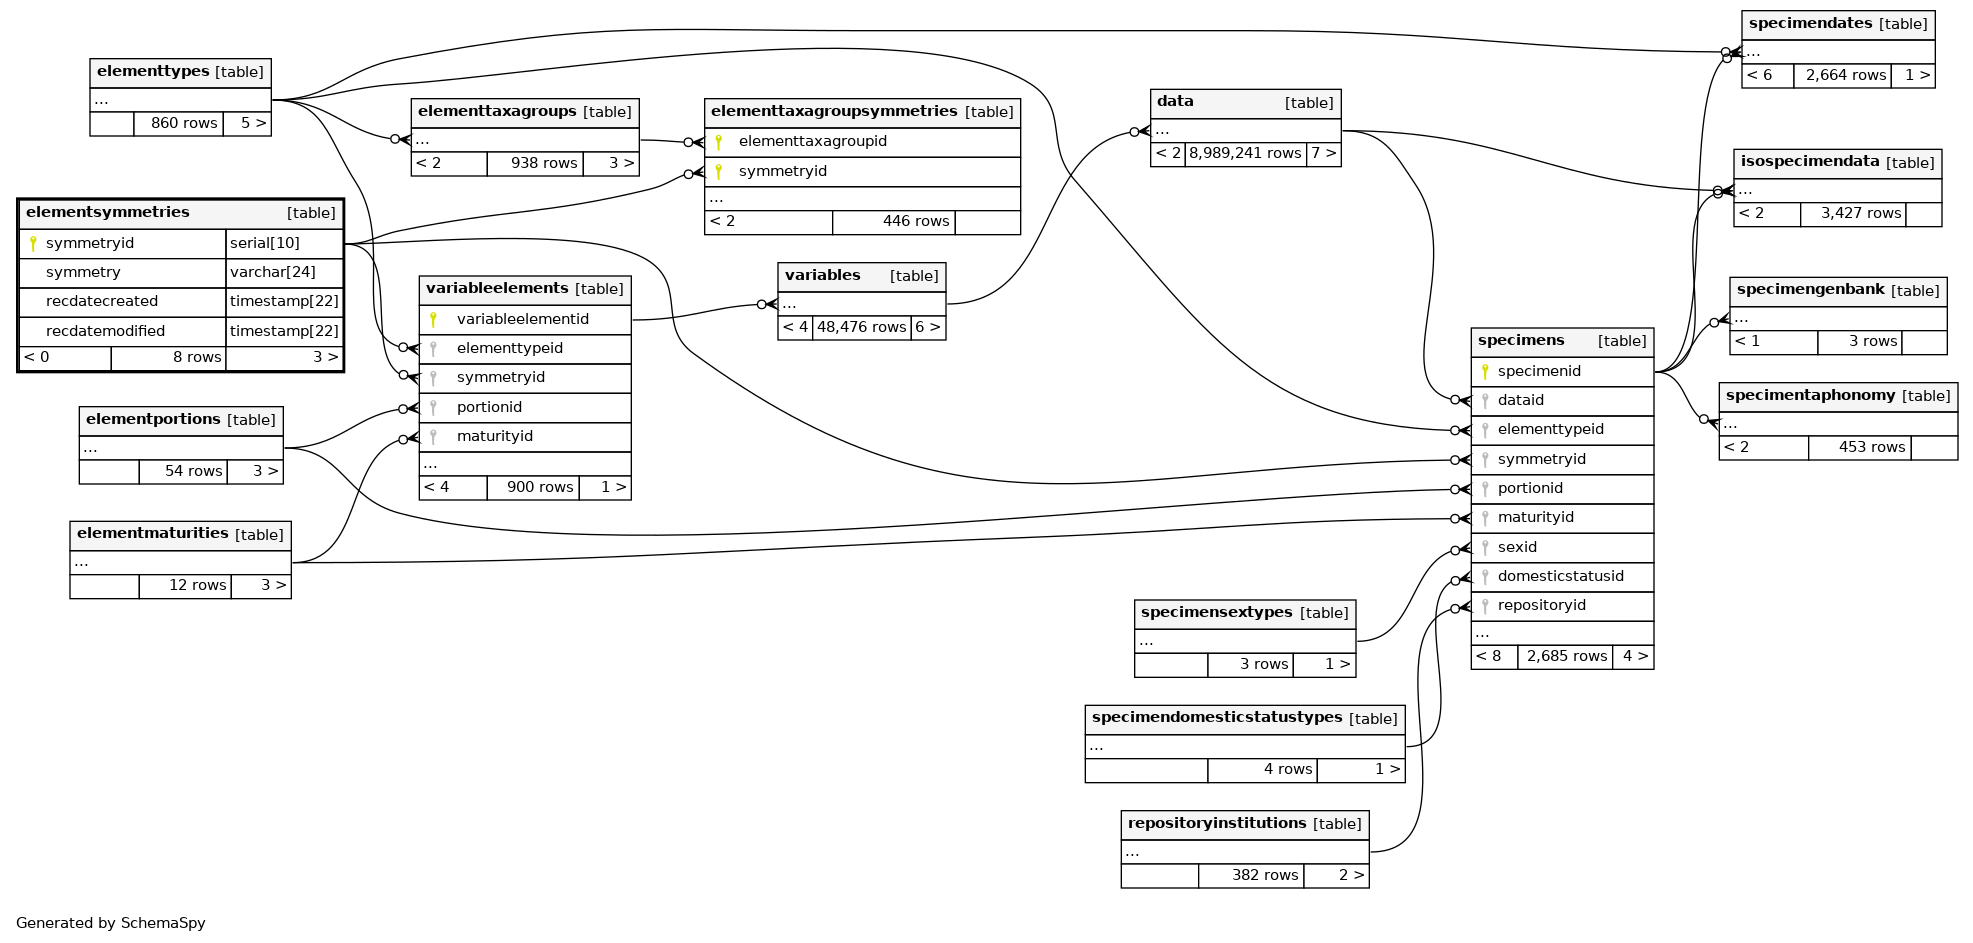 elementtypes [table]
...
860 rows 5 >
elementsymmetries [table]
symmetryid serial[10]
symmetry varchar[24]
recdatecreated timestamp[22]
recdatemodified timestamp[22]
< 0 8 rows 3 >
elementportions [table]
...
54 rows 3 >
elementmaturities [table]
...
12 rows 3 >
elementtaxagroups [table]
...
< 2 938 rows 3 >
variableelements [table]
variableelementid
elementtypeid
symmetryid
portionid
maturityid
...
< 4 900 rows 1 >
elementtaxagroupsymmetries [table]
elementtaxagroupid
symmetryid
...
< 2 446 rows
variables [table]
...
< 4 48,476 rows 6 >
data [table]
...
< 2 8,989,241 rows 7 >
specimensextypes [table]
...
3 rows 1 >
specimendomesticstatustypes [table]
...
4 rows 1 >
repositoryinstitutions [table]
...
382 rows 2 >
specimens [table]
specimenid
dataid
elementtypeid
symmetryid
portionid
maturityid
sexid
domesticstatusid
repositoryid
...
< 8 2,685 rows 4 >
specimendates [table]
...
< 6 2,664 rows 1 >
isospecimendata [table]
...
< 2 3,427 rows
specimengenbank [table]
...
< 1 3 rows
specimentaphonomy [table]
...
< 2 453 rows
Generated by SchemaSpy